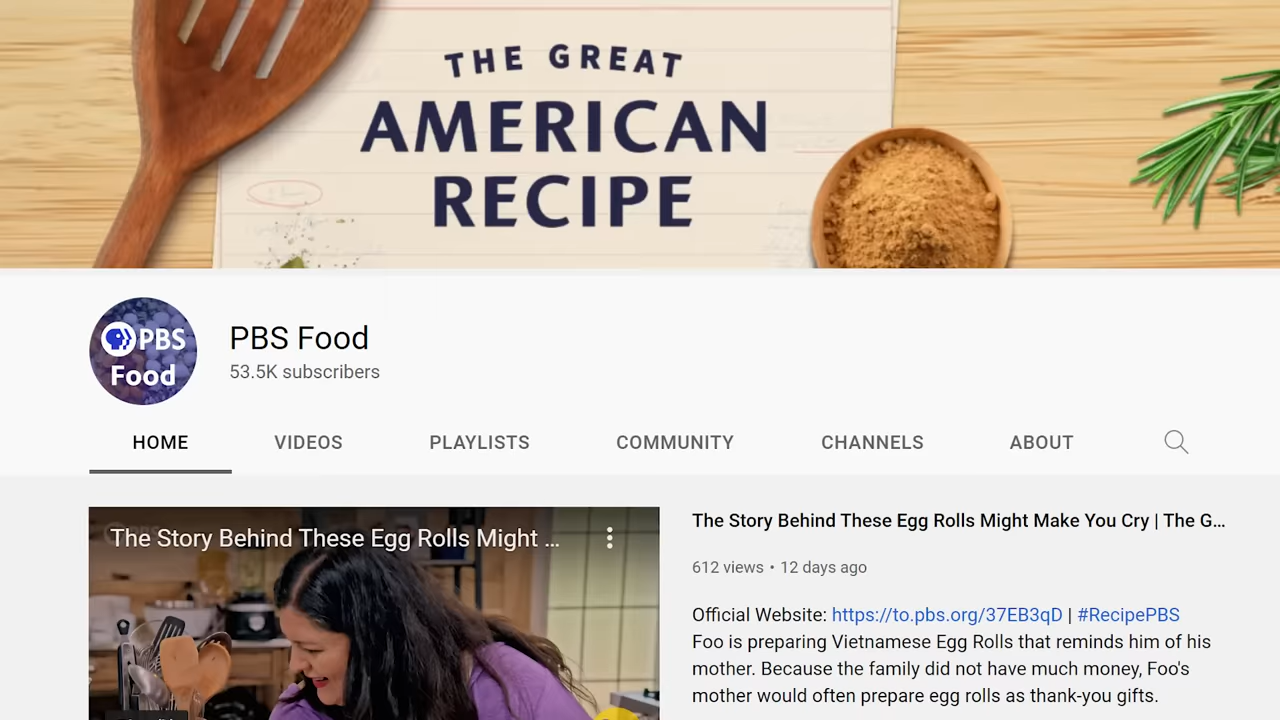 THE GREAT
AMERICAN
RECIPE
PBS
Food
PBS Food
53.5K subscribers
HOME
VIDEOS
PLAYLISTS
COMMUNITY
CHANNELS
ABOUT
The Story Behind These Egg Rolls Might ...
The Story Behind These Egg Rolls Might Make You Cry | The G...
612 views • 12 days ago
Official Website: https://to.pbs.org/37EB3qD | #RecipePBS
Foo is preparing Vietnamese Egg Rolls that reminds him of his
mother. Because the family did not have much money, Foo's
mother would often prepare egg rolls as thank-you gifts.